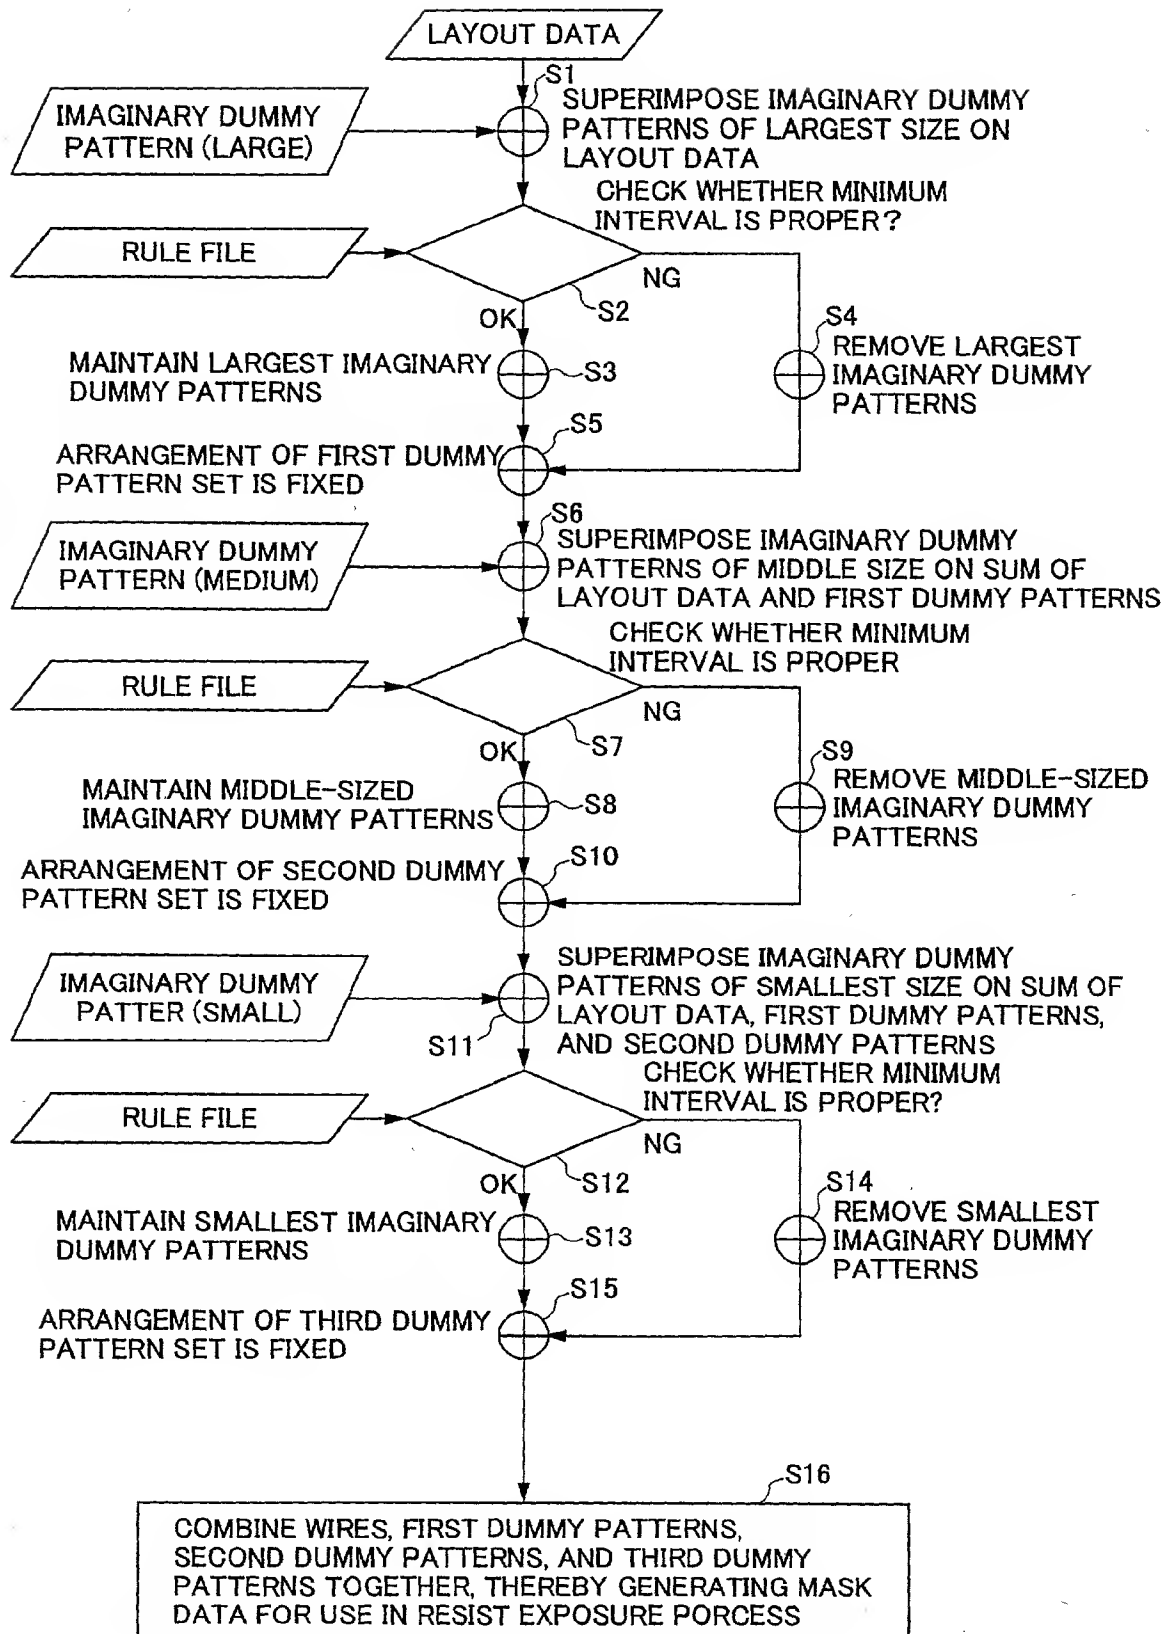 LAYOUT DATA
S1
IMAGINARY DUMMY
PATTERN (LARGE)
SUPERIMPOSE IMAGINARY DUMMY
PATTERNS OF LARGEST SIZE ON
LAYOUT DATA
CHECK WHETHER MINIMUM
INTERVAL IS PROPER?
RULE FILE
NG
S2
OK
S4
MAINTAIN LARGEST IMAGINARY
DUMMY PATTERNS
S3
REMOVE LARGEST
IMAGINARY DUMMY
PATTERNS
S5
ARRANGEMENT OF FIRST DUMMY
PATTERN SET IS FIXED
S6
IMAGINARY DUMMY
PATTERN (MEDIUM)
SUPERIMPOSE IMAGINARY DUMMY
PATTERNS OF MIDDLE SIZE ON SUM OF
LAYOUT DATA AND FIRST DUMMY PATTERNS
CHECK WHETHER MINIMUM
INTERVAL IS PROPER
RULE FILE
NG
S7
OK
S9
MAINTAIN MIDDLE-SIZED
IMAGINARY DUMMY PATTERNS
S8
REMOVE MIDDLE-SIZED
IMAGINARY DUMMY
PATTERNS
S10
ARRANGEMENT OF SECOND DUMMY
PATTERN SET IS FIXED
IMAGINARY DUMMY
PATTER (SMALL)
SUPERIMPOSE IMAGINARY DUMMY
PATTERNS OF SMALLEST SIZE ON SUM OF
LAYOUT DATA, FIRST DUMMY PATTERNS,
AND SECOND DUMMY PATTERNS
S11
CHECK WHETHER MINIMUM
INTERVAL IS PROPER?
RULE FILE
NG
S12
OK
S14
MAINTAIN SMALLEST IMAGINARY
DUMMY PATTERNS
S13
REMOVE SMALLEST
IMAGINARY DUMMY
PATTERNS
S15
ARRANGEMENT OF THIRD DUMMY
PATTERN SET IS FIXED
S16
COMBINE WIRES, FIRST DUMMY PATTERNS,
SECOND DUMMY PATTERNS, AND THIRD DUMMY
PATTERNS TOGETHER, THEREBY GENERATING MASK
DATA FOR USE IN RESIST EXPOSURE PORCESS